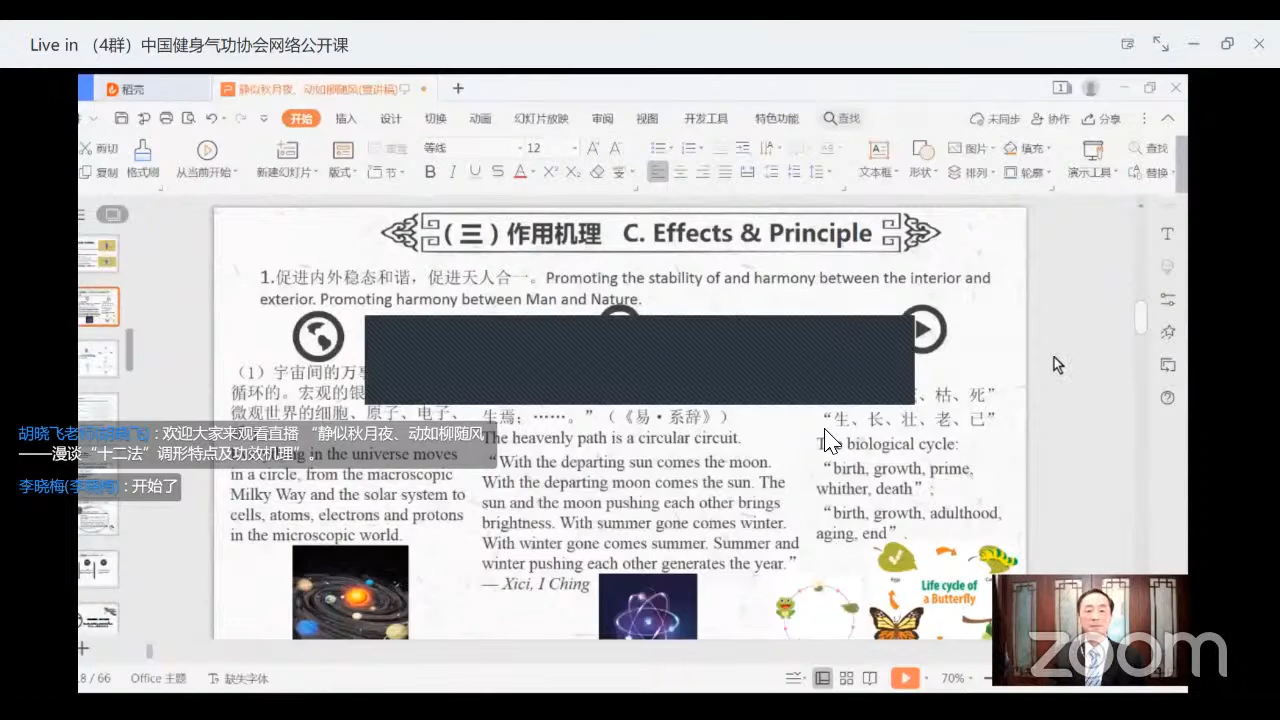 Live in （4群）中国健身气功协会网络公开课
稻壳
静似秋月夜、动如柳随风(宣讲稿)
开始 插入 设计 切换 动画 幻灯片放映 审阅 视图 开发工具 特色功能 查找 未同步 协作 分享
剪切
复制 格式刷 从当前开始 新建幻灯片 版式 重置 节
等线 12
B I U S A X² X₂
文本框 形状 图片 排列 填充 轮廓 演示工具 查找 替换
（三）作用机理 C. Effects & Principle
1.促进内外稳态和谐，促进天人合一。Promoting the stability of and harmony between the interior and
exterior. Promoting harmony between Man and Nature.
（1）宇宙间的万
循环的。宏观的银
微观世界的细胞、原子、电子、
in the universe moves
in a circle, from the macroscopic
Milky Way and the solar system to
cells, atoms, electrons and protons
in the microscopic world.
生焉；……。”（《易·系辞》）
The heavenly path is a circular circuit.
“With the departing sun comes the moon.
With the departing moon comes the sun. The
sun and the moon pushing each other brings
brightness. With summer gone comes winter.
With winter gone comes summer. Summer and
winter pushing each other generates the year.”
— Xici, I Ching
、枯、死”
“生、长、壮、老、已”
biological cycle:
“birth, growth, prime,
whither, death”;
“birth, growth, adulthood,
aging, end”.
Life cycle of
a Butterfly
胡晓飞老师(胡晓飞)：欢迎大家来观看直播 “静似秋月夜、动如柳随风
——漫谈“十二法”调形特点及功效机理”。
李晓梅(李晓梅)：开始了
8 / 66 Office 主题 缺失字体 70%
zoom